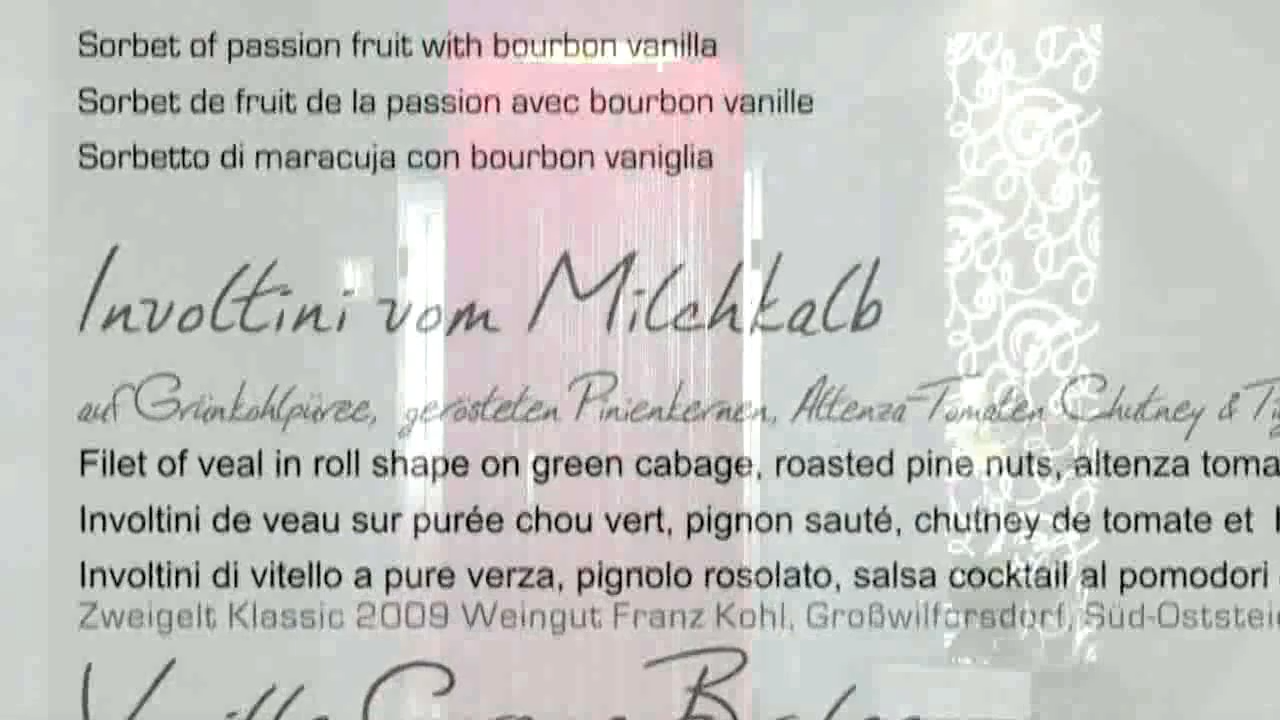 Sorbet of passion fruit with bourbon vanilla
Sorbet de fruit de la passion avec bourbon vanille
Sorbetto di maracuja con bourbon vaniglia
Involtini vom Milchkalb
auf Grünkohlpüree, gerösteten Pinienkernen, Altenza-Tomaten Chutney &
Filet of veal in roll shape on green cabage, roasted pine nuts, altenza
Involtini de veau sur purée chou vert, pignon sauté, chutney de tomate et
Involtini di vitello a pure verza, pignolo rosolato, salsa cocktail al pomodori
Zweigelt Klassic 2009 Weingut Franz Kohl, Großwilfersdorf,